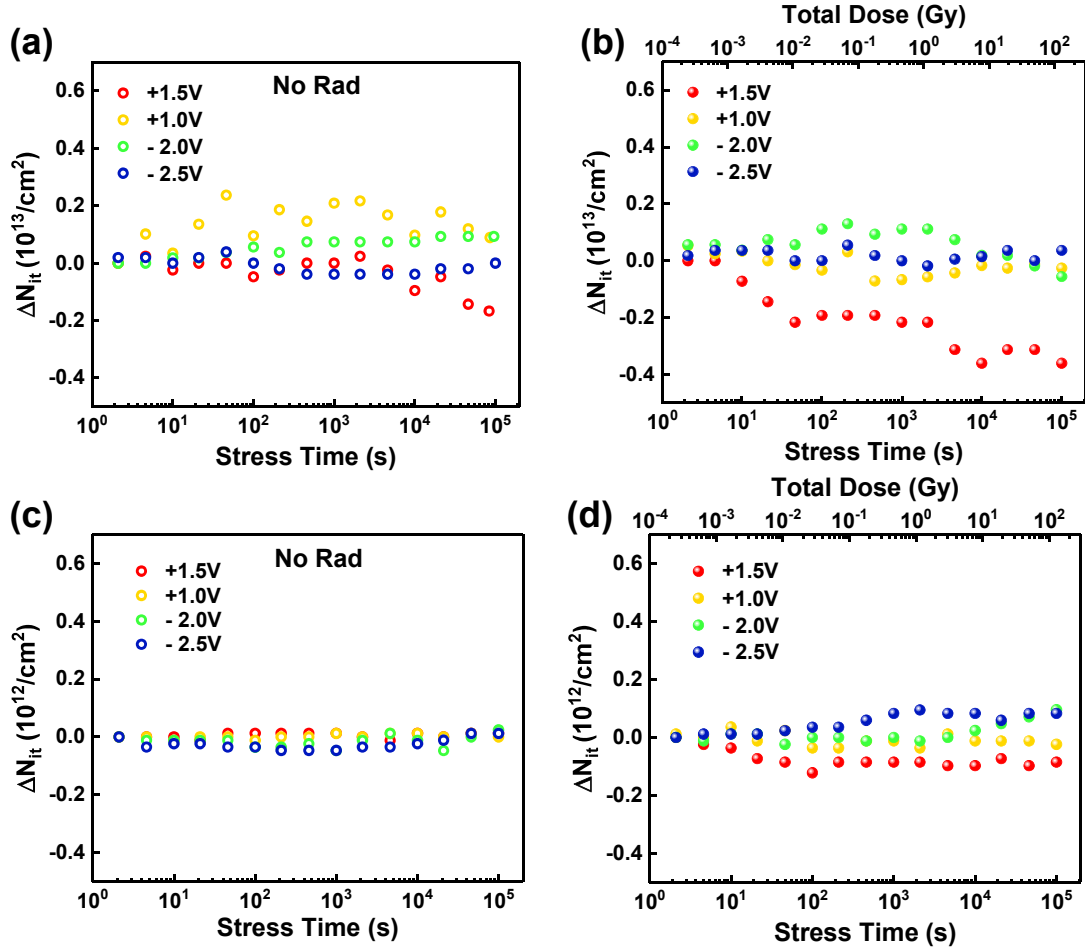 (a)
No Rad
+1.5V
+1.0V
- 2.0V
- 2.5V
0.6
0.4
0.2
0.0
-0.2
-0.4
ΔNit (10¹³/cm²)
10⁰ 10¹ 10² 10³ 10⁴ 10⁵
Stress Time (s)
(b)
Total Dose (Gy)
10⁻⁴ 10⁻³ 10⁻² 10⁻¹ 10⁰ 10¹ 10²
+1.5V
+1.0V
- 2.0V
- 2.5V
0.6
0.4
0.2
0.0
-0.2
-0.4
ΔNit (10¹³/cm²)
10⁰ 10¹ 10² 10³ 10⁴ 10⁵
Stress Time (s)
(c)
No Rad
+1.5V
+1.0V
- 2.0V
- 2.5V
0.6
0.4
0.2
0.0
-0.2
-0.4
ΔNit (10¹²/cm²)
10⁰ 10¹ 10² 10³ 10⁴ 10⁵
Stress Time (s)
(d)
Total Dose (Gy)
10⁻⁴ 10⁻³ 10⁻² 10⁻¹ 10⁰ 10¹ 10²
+1.5V
+1.0V
- 2.0V
- 2.5V
0.6
0.4
0.2
0.0
-0.2
-0.4
ΔNit (10¹²/cm²)
10⁰ 10¹ 10² 10³ 10⁴ 10⁵
Stress Time (s)